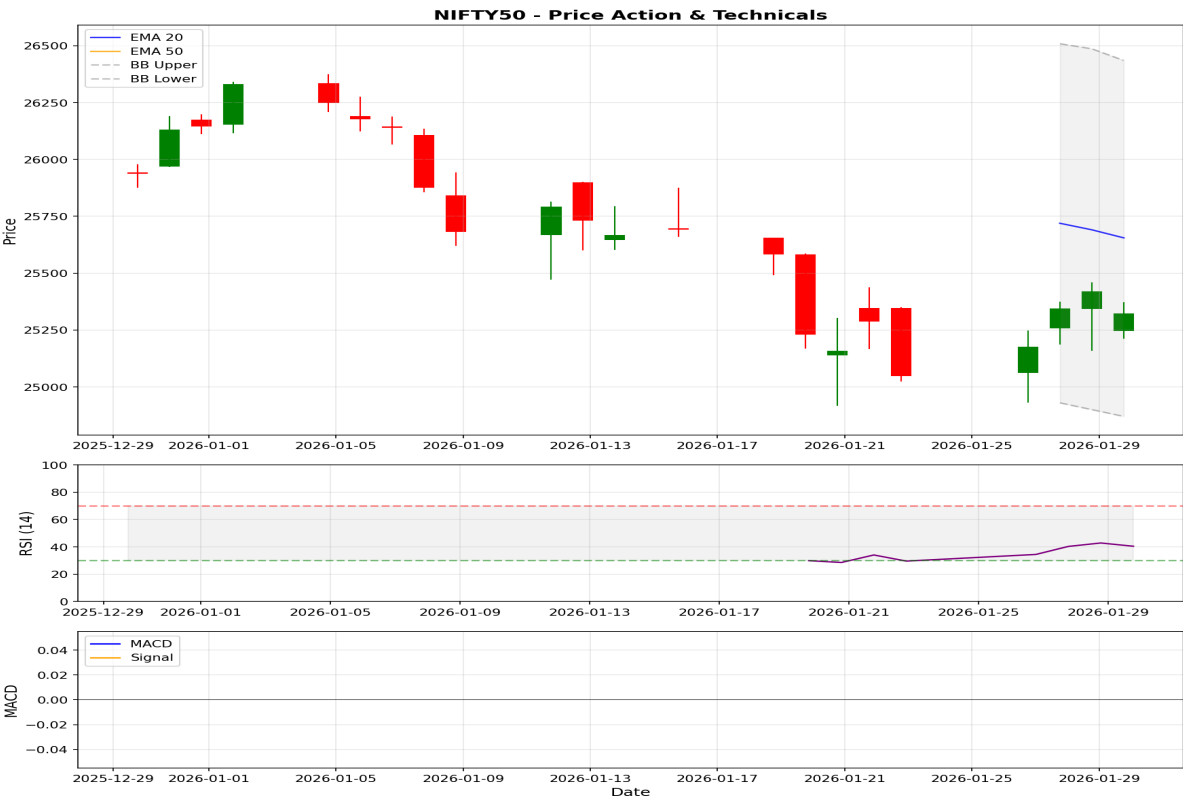 NIFTY50 - Price Action & Technicals
EMA 20
EMA 50
BB Upper
BB Lower
Price
26500
26250
26000
25750
25500
25250
25000
2025-12-29 2026-01-01 2026-01-05 2026-01-09 2026-01-13 2026-01-17 2026-01-21 2026-01-25 2026-01-29
RSI (14)
100
80
60
40
20
0
2025-12-29 2026-01-01 2026-01-05 2026-01-09 2026-01-13 2026-01-17 2026-01-21 2026-01-25 2026-01-29
MACD
Signal
MACD
0.04
0.02
0.00
−0.02
−0.04
2025-12-29 2026-01-01 2026-01-05 2026-01-09 2026-01-13 2026-01-17 2026-01-21 2026-01-25 2026-01-29
Date